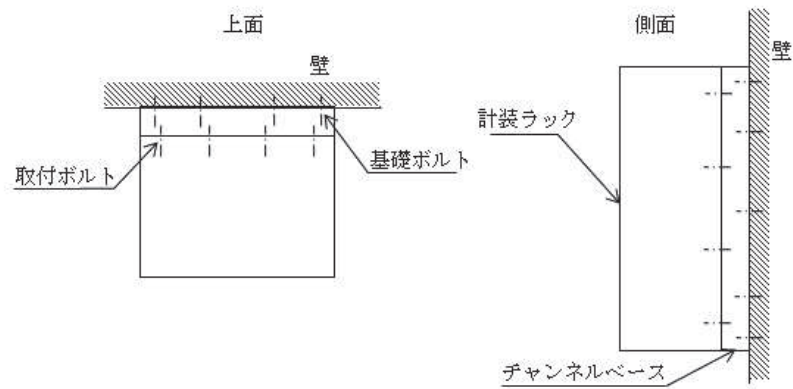 上面
壁
取付ボルト
基礎ボルト
側面
壁
計装ラック
チャンネルベース